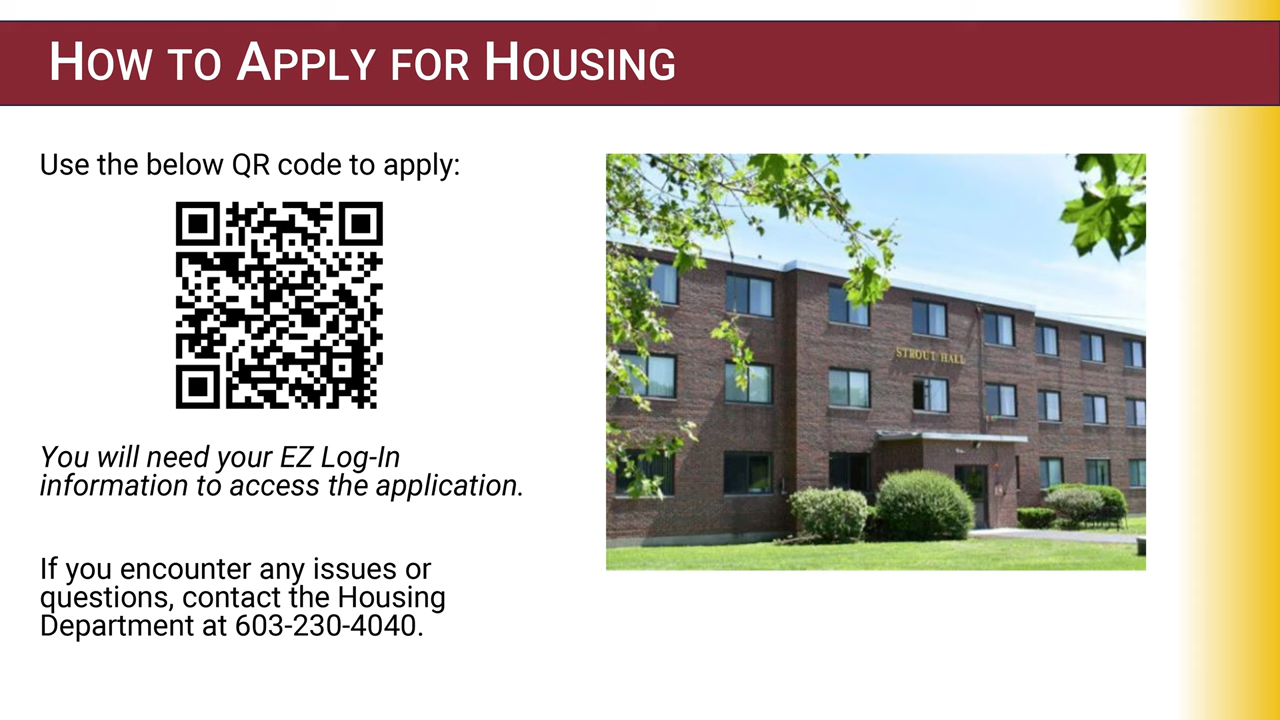 How to Apply for Housing
Use the below QR code to apply:
STROUT HALL
You will need your EZ Log-In
information to access the application.
If you encounter any issues or
questions, contact the Housing
Department at 603-230-4040.